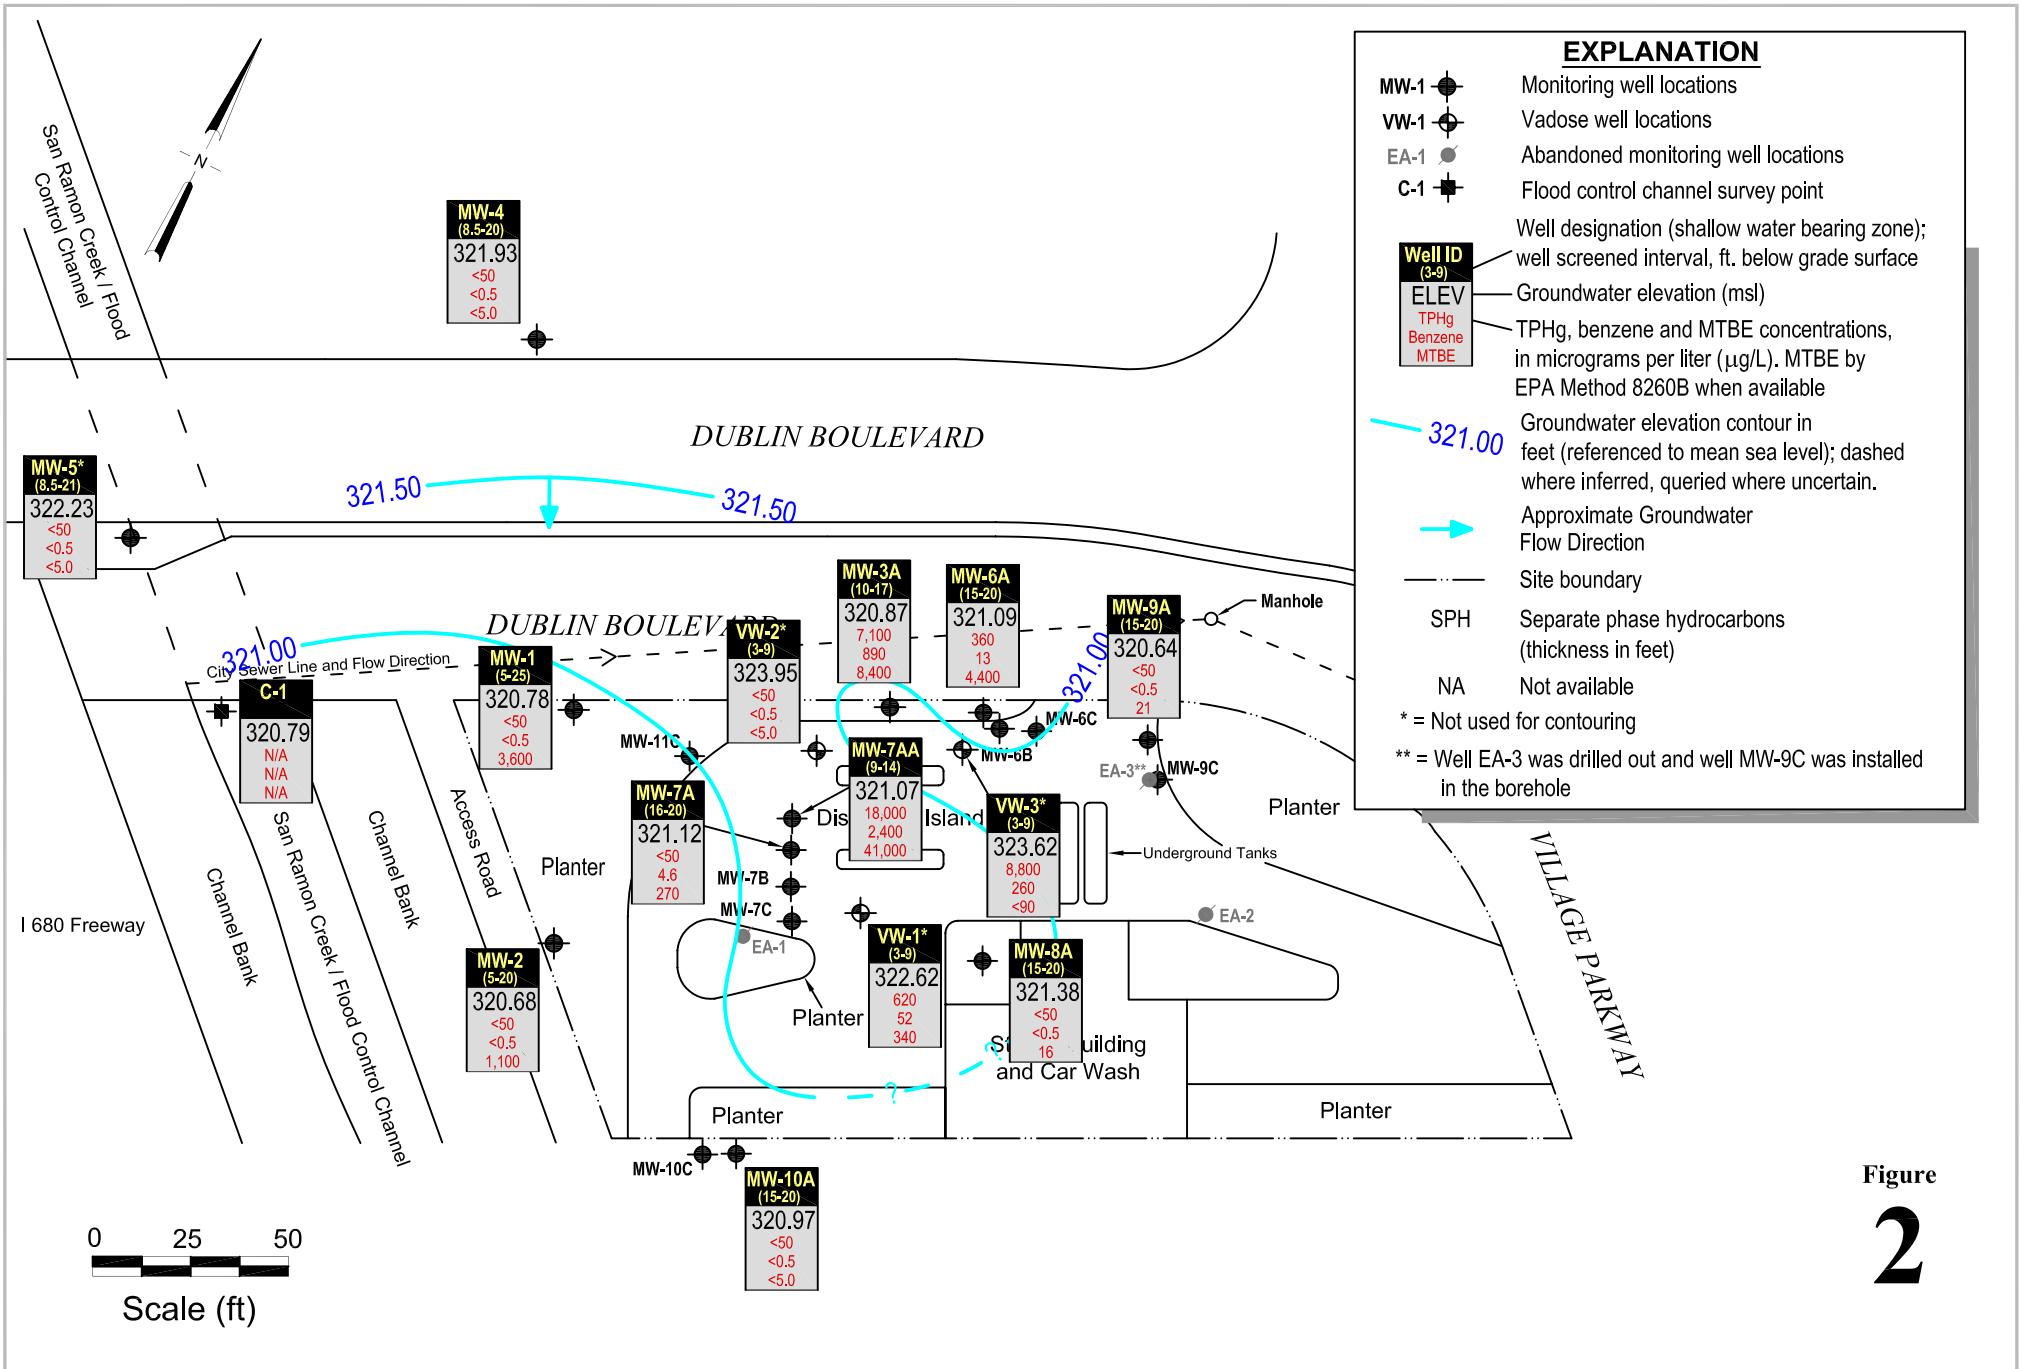 EXPLANATION
MW-1 Monitoring well locations
VW-1 Vadose well locations
EA-1 Abandoned monitoring well locations
C-1 Flood control channel survey point
Well ID
(3-9)
ELEV
TPHg
Benzene
MTBE
Well designation (shallow water bearing zone);
well screened interval, ft. below grade surface
Groundwater elevation (msl)
TPHg, benzene and MTBE concentrations,
in micrograms per liter (µg/L). MTBE by
EPA Method 8260B when available
321.00
Groundwater elevation contour in
feet (referenced to mean sea level); dashed
where inferred, queried where uncertain.
Approximate Groundwater
Flow Direction
Site boundary
SPH Separate phase hydrocarbons
(thickness in feet)
NA Not available
* = Not used for contouring
** = Well EA-3 was drilled out and well MW-9C was installed
in the borehole
N
San Ramon Creek / Flood
Control Channel
MW-4
(8.5-20)
321.93
<50
<0.5
<5.0
DUBLIN BOULEVARD
MW-5*
(8.5-21)
322.23
<50
<0.5
<5.0
321.50
321.50
DUBLIN BOULEVARD
321.00
City Sewer Line and Flow Direction
C-1
320.79
N/A
N/A
N/A
MW-1
(5-25)
320.78
<50
<0.5
3,600
VW-2*
(3-9)
323.95
<50
<0.5
<5.0
MW-3A
(10-17)
320.87
7,100
890
8,400
MW-6A
(15-20)
321.09
360
13
4,400
321.00
MW-9A
(15-20)
320.64
<50
<0.5
21
Manhole
MW-11C
MW-6C
MW-6B
EA-3**
MW-9C
MW-7AA
(9-14)
321.07
18,000
2,400
41,000
MW-7A
(16-20)
321.12
<50
4.6
270
Dis Island
VW-3*
(3-9)
323.62
8,800
260
<90
Underground Tanks
Planter
Planter
MW-7B
MW-7C
EA-1
EA-2
VW-1*
(3-9)
322.62
620
52
340
MW-8A
(15-20)
321.38
<50
<0.5
16
MW-2
(5-20)
320.68
<50
<0.5
1,100
Planter
St uilding
and Car Wash
?
?
Planter
Planter
I 680 Freeway
Channel Bank
San Ramon Creek / Flood Control Channel
Channel Bank
Access Road
VILLAGE PARKWAY
MW-10C
MW-10A
(15-20)
320.97
<50
<0.5
<5.0
0 25 50
Scale (ft)
Figure
2